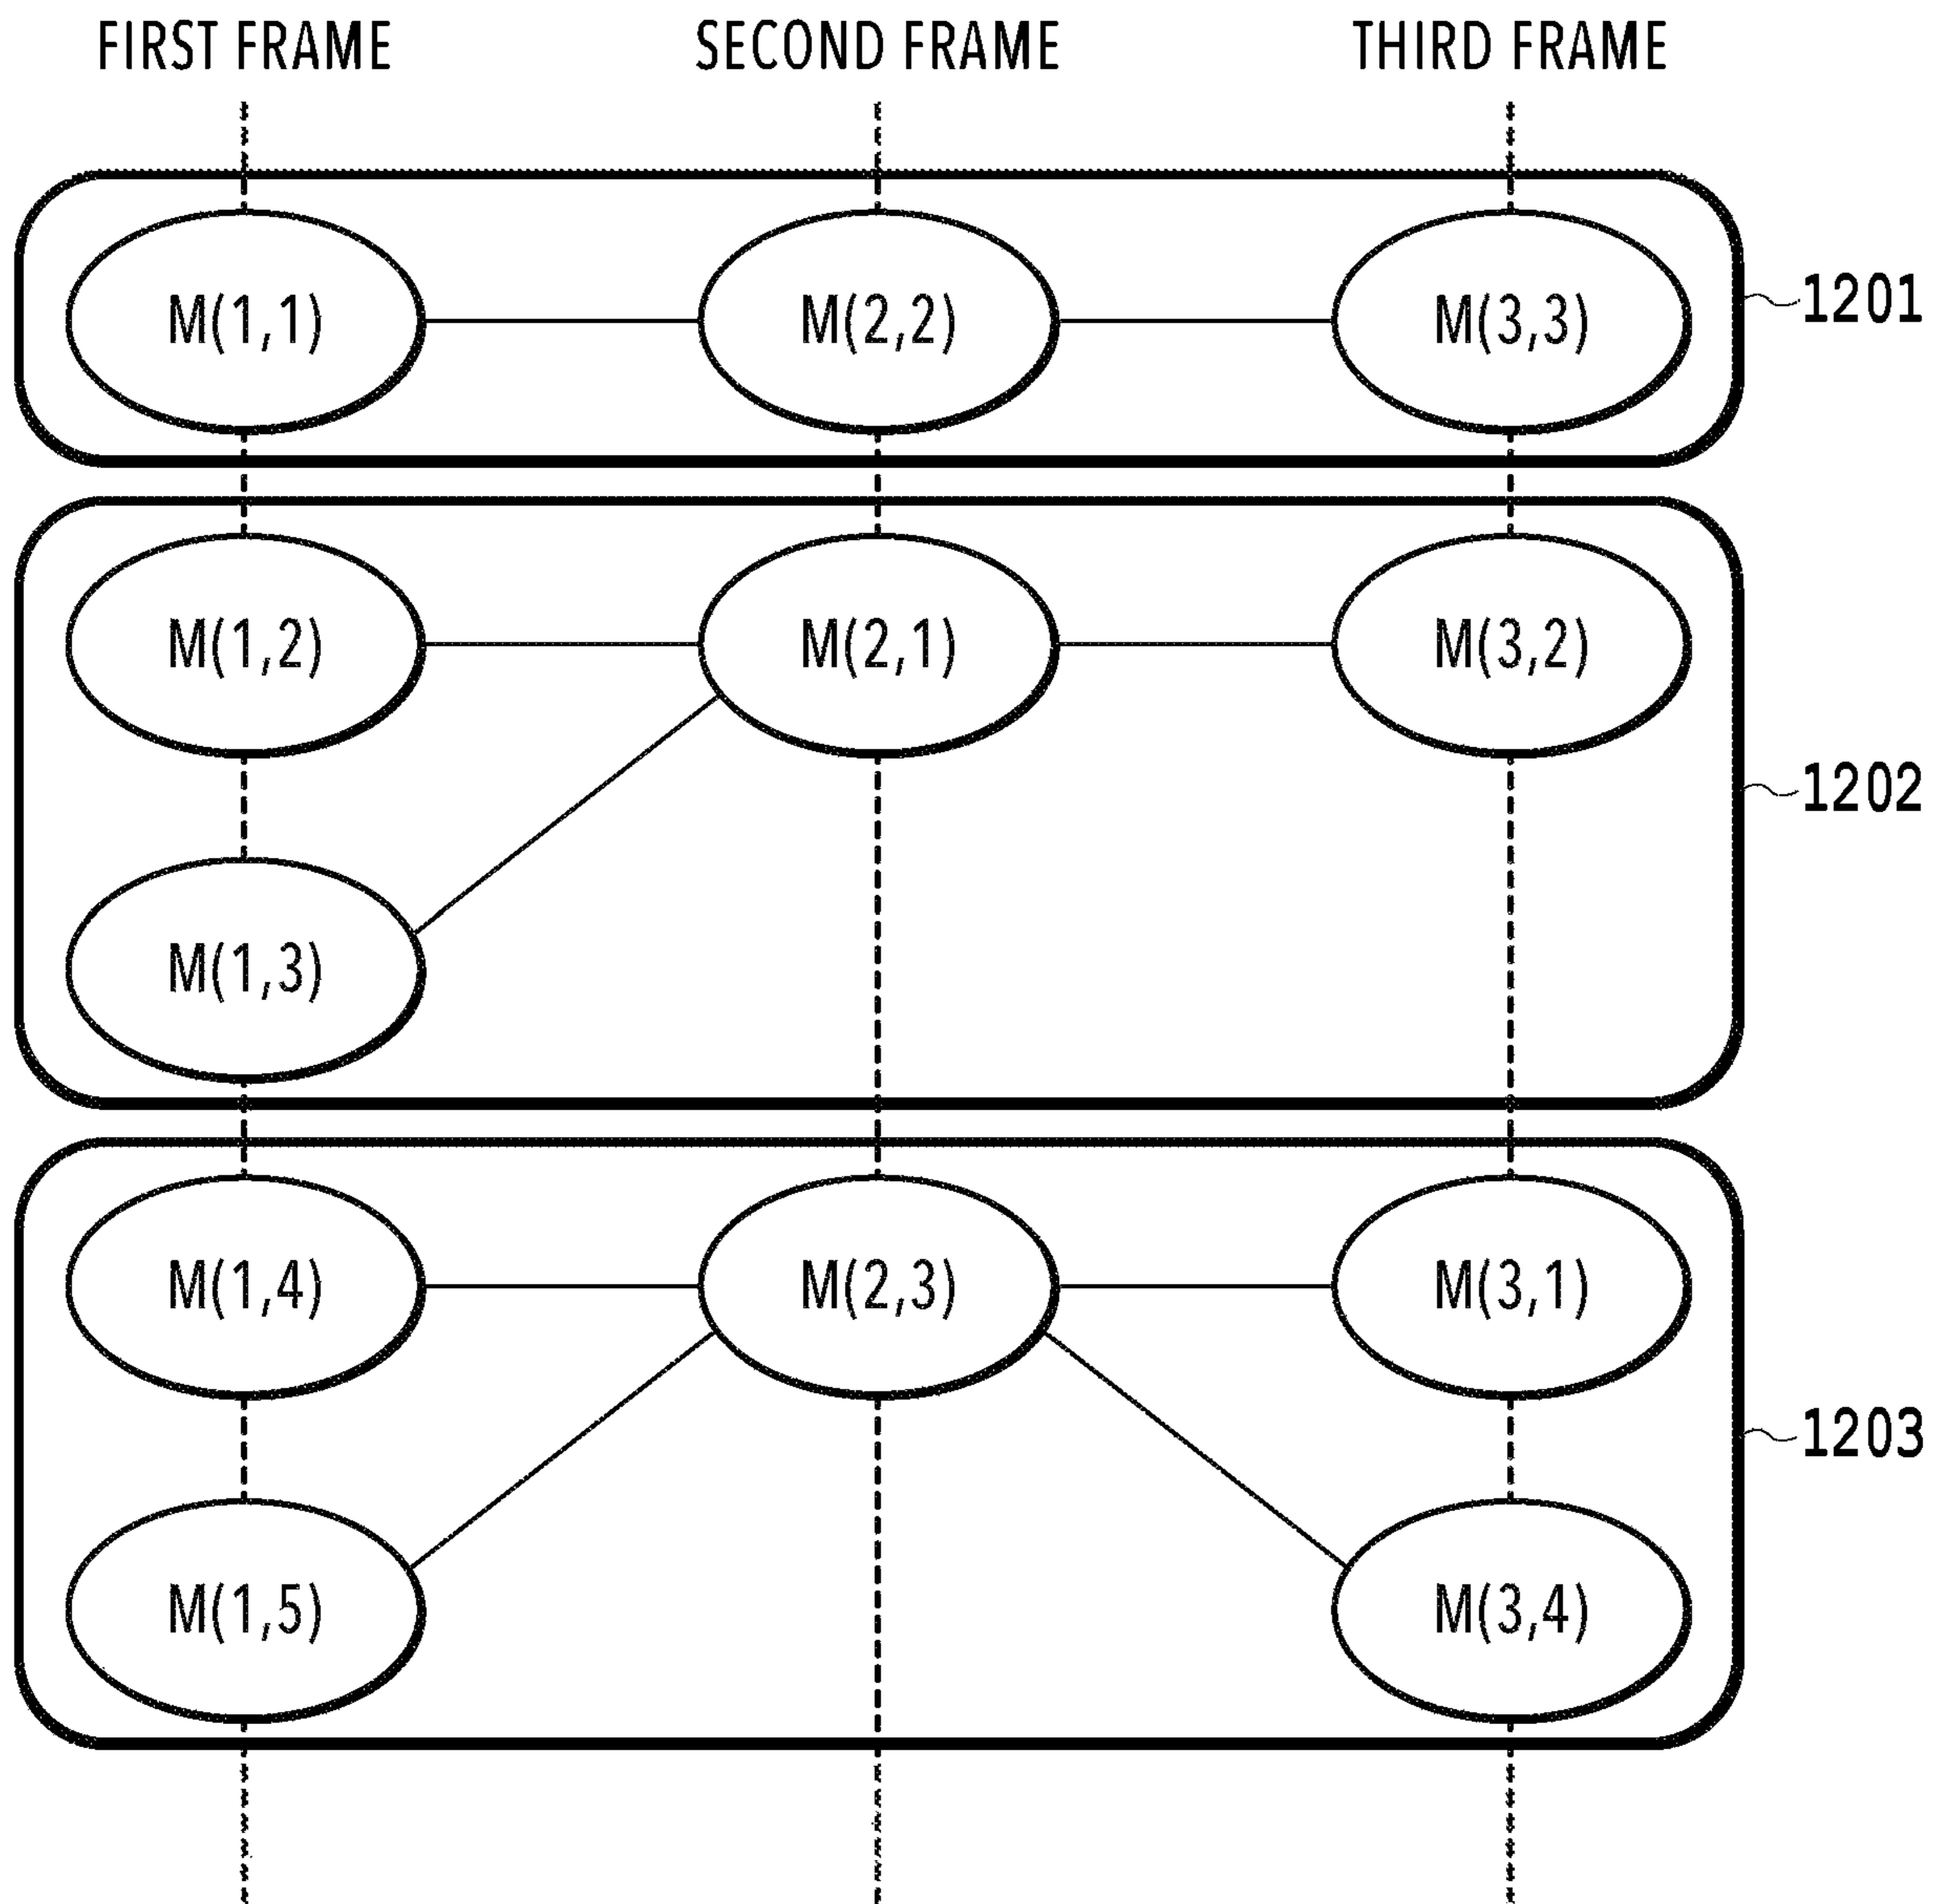 FIRST FRAME SECOND FRAME THIRD FRAME
M(1,1) M(2,2) M(3,3) 1201
M(1,2) M(2,1) M(3,2)
1202
M(1,3)
M(1,4) M(2,3) M(3,1)
1203
M(1,5) M(3,4)